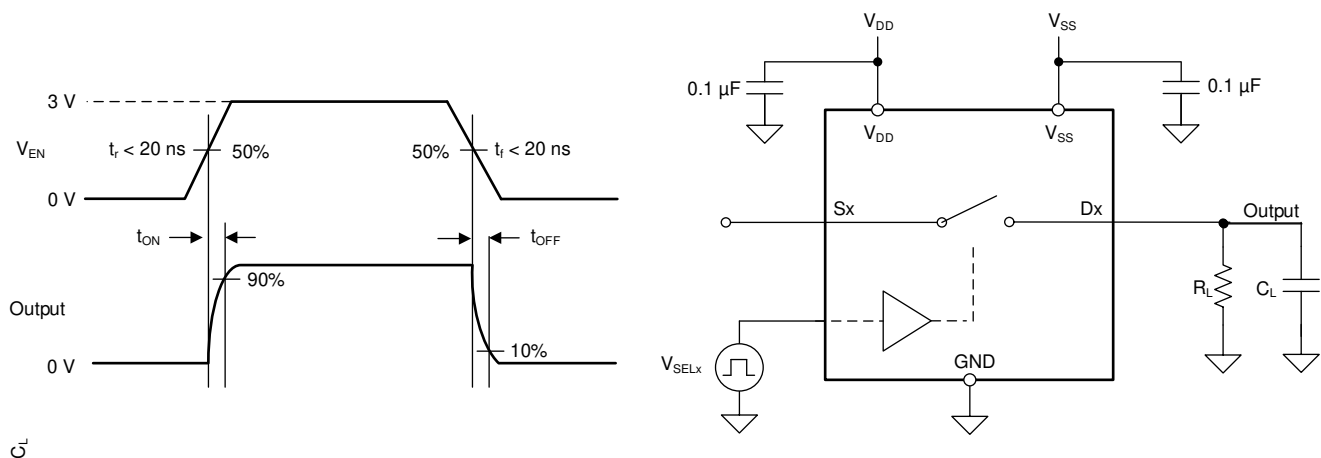 3 V
V_EN
t_r < 20 ns
50%
50%
t_f < 20 ns
0 V
t_ON
t_OFF
90%
Output
10%
0 V
C_L
V_DD
V_SS
0.1 µF
0.1 µF
V_DD
V_SS
Sx
Dx
Output
R_L
C_L
V_SELx
GND